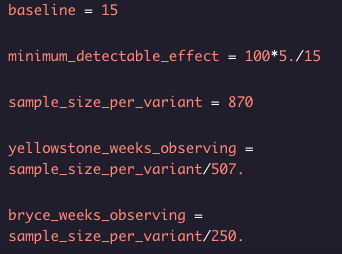 baseline = 15
minimum_detectable_effect = 100*5./15
sample_size_per_variant = 870
yellowstone_weeks_observing =
sample_size_per_variant/507.
bryce_weeks_observing =
sample_size_per_variant/250.